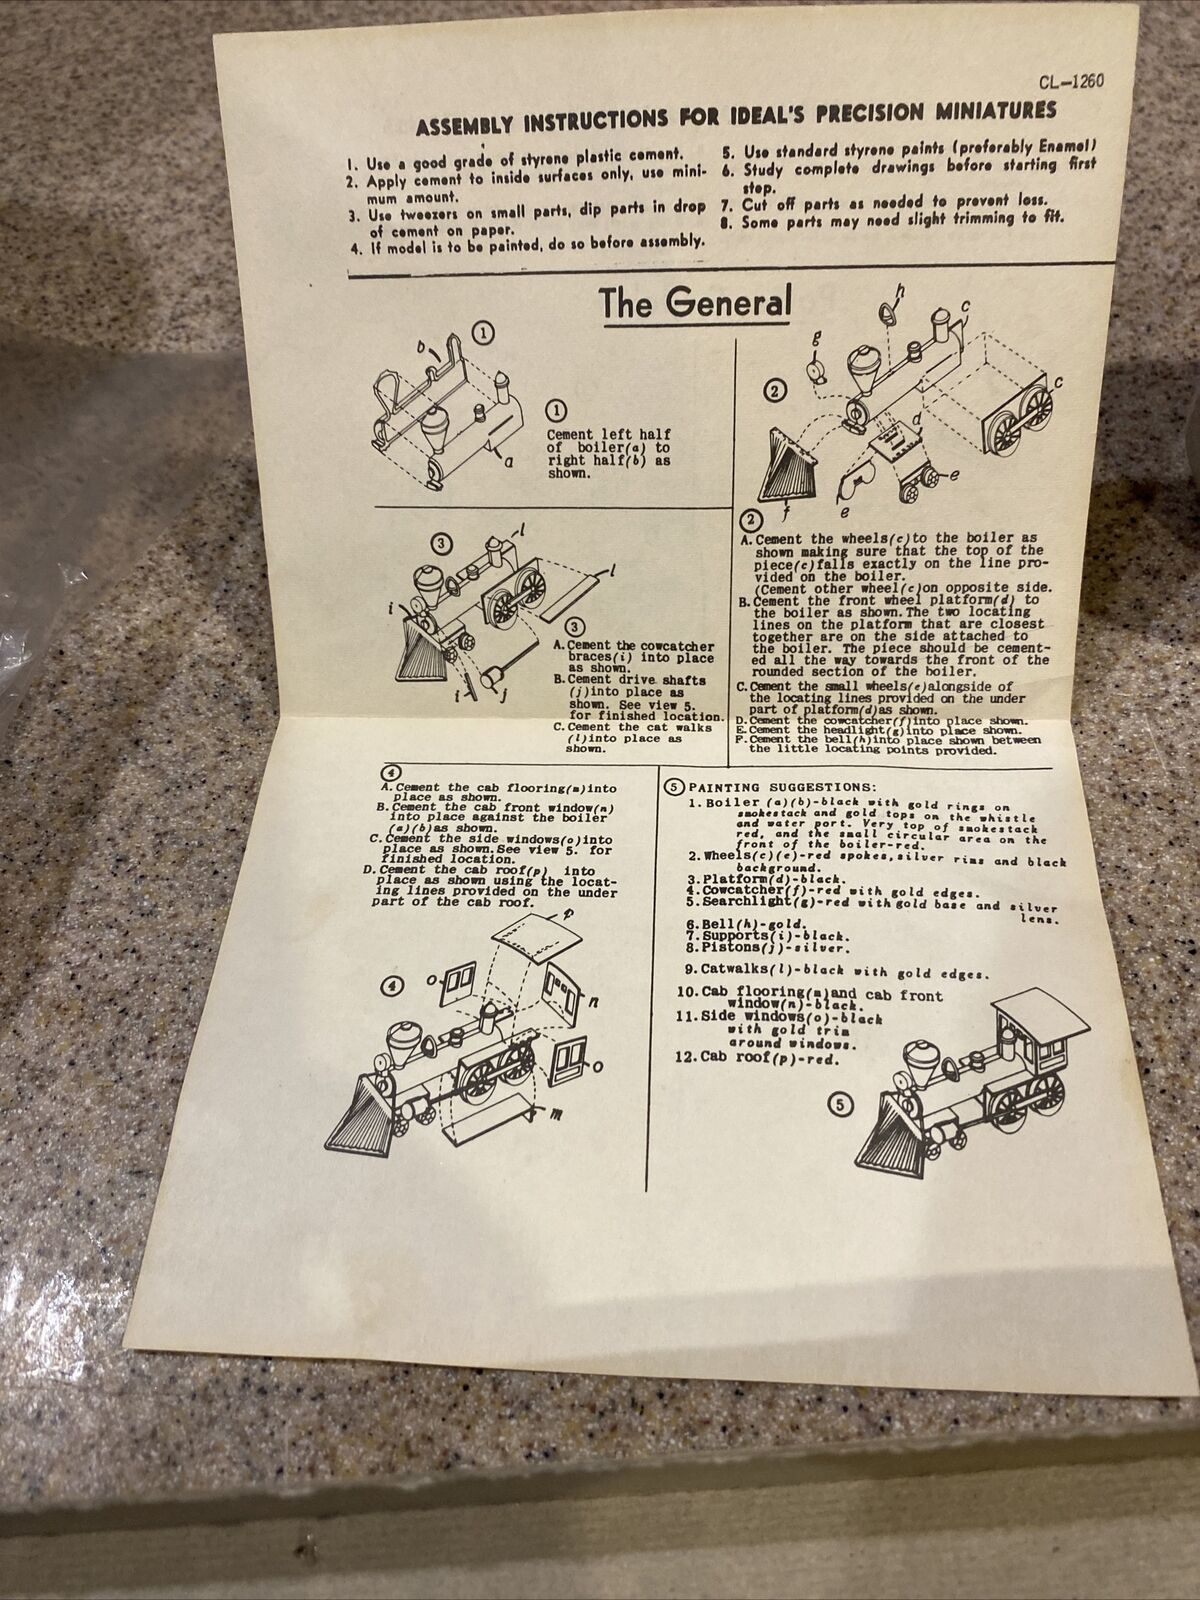 CL-1260
ASSEMBLY INSTRUCTIONS FOR IDEAL'S PRECISION MINIATURES
1. Use a good grade of styrene plastic cement.
2. Apply cement to inside surfaces only, use mini-
mum amount.
3. Use tweezers on small parts, dip parts in drop
of cement on paper.
4. If model is to be painted, do so before assembly.
5. Use standard styrene paints (preferably Enamel)
6. Study complete drawings before starting first
step.
7. Cut off parts as needed to prevent loss.
8. Some parts may need slight trimming to fit.
The General
1
b
a
1
Cement left half
of boiler(a) to
right half(b) as
shown.
2
h
c
g
c
d
e
e
f
2
A. Cement the wheels(c)to the boiler as
shown making sure that the top of the
piece(c)falls exactly on the line pro-
vided on the boiler.
(Cement other wheel(c)on opposite side.
B. Cement the front wheel platform(d) to
the boiler as shown.The two locating
lines on the platform that are closest
together are on the side attached to
the boiler. The piece should be cement-
ed all the way towards the front of the
rounded section of the boiler.
C. Cement the small wheels(e)alongside of
the locating lines provided on the under
part of platform(d)as shown.
D. Cement the cowcatcher(f)into place shown.
E. Cement the headlight(g)into place shown.
F. Cement the bell(h)into place shown between
the little locating points provided.
3
l
l
i
i
j
3
A. Cement the cowcatcher
braces(i) into place
as shown.
B. Cement drive shafts
(j)into place as
shown. See view 5.
for finished location.
C. Cement the cat walks
(l)into place as
shown.
4
A. Cement the cab flooring(m)into
place as shown.
B. Cement the cab front window(n)
into place against the boiler
(a)(b)as shown.
C. Cement the side windows(o)into
place as shown.See view 5. for
finished location.
D. Cement the cab roof(p) into
place as shown using the locat-
ing lines provided on the under
part of the cab roof.
p
o
4
n
o
m
5 PAINTING SUGGESTIONS:
1. Boiler (a)(b)-black with gold rings on
smokestack and gold tops on the whistle
and water port. Very top of smokestack
red, and the small circular area on the
front of the boiler-red.
2. Wheels(c)(e)-red spokes,silver rims and black
background.
3. Platform(d)-black.
4. Cowcatcher(f)-red with gold edges.
5. Searchlight(g)-red with gold base and silver
lens.
6. Bell(h)-gold.
7. Supports(i)-black.
8. Pistons(j)-silver.
9. Catwalks(l)-black with gold edges.
10. Cab flooring(m)and cab front
window(n)-black.
11. Side windows(o)-black
with gold trim
around windows.
12. Cab roof(p)-red.
5